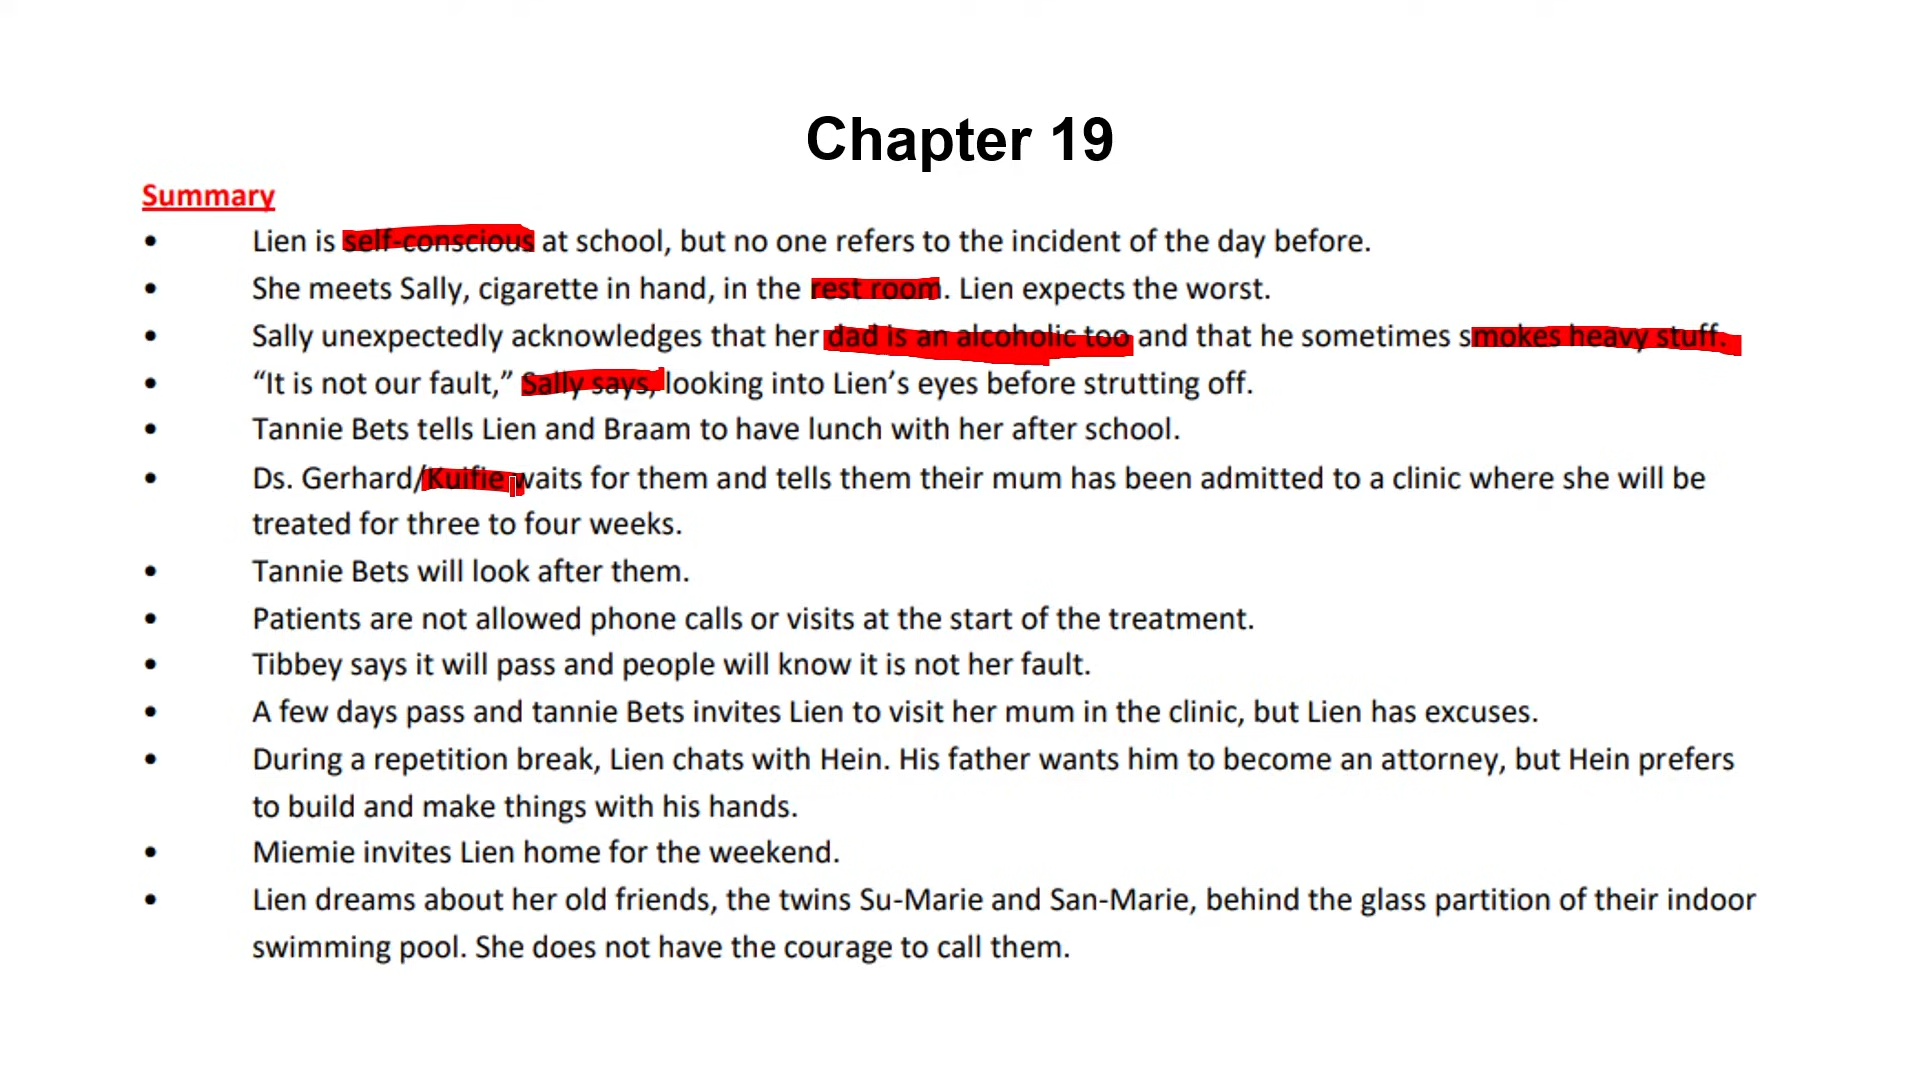 Chapter 19
Summary
• Lien is self-conscious at school, but no one refers to the incident of the day before.
• She meets Sally, cigarette in hand, in the rest room. Lien expects the worst.
• Sally unexpectedly acknowledges that her dad is an alcoholic too and that he sometimes smokes heavy stuff.
• “It is not our fault,” Sally says, looking into Lien’s eyes before strutting off.
• Tannie Bets tells Lien and Braam to have lunch with her after school.
• Ds. Gerhard/Kuifie waits for them and tells them their mum has been admitted to a clinic where she will be
treated for three to four weeks.
• Tannie Bets will look after them.
• Patients are not allowed phone calls or visits at the start of the treatment.
• Tibbey says it will pass and people will know it is not her fault.
• A few days pass and tannie Bets invites Lien to visit her mum in the clinic, but Lien has excuses.
• During a repetition break, Lien chats with Hein. His father wants him to become an attorney, but Hein prefers
to build and make things with his hands.
• Miemie invites Lien home for the weekend.
• Lien dreams about her old friends, the twins Su-Marie and San-Marie, behind the glass partition of their indoor
swimming pool. She does not have the courage to call them.